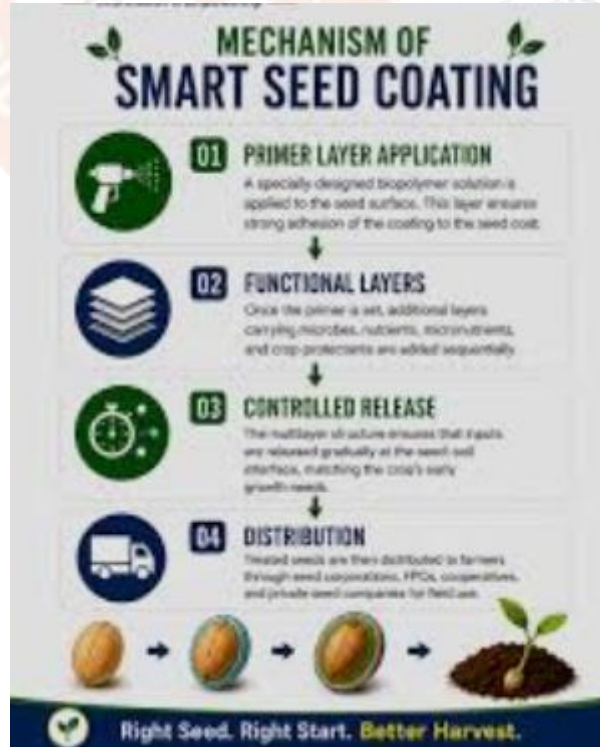 MECHANISM OF
SMART SEED COATING
01 PRIMER LAYER APPLICATION
A specially designed biopolymer solution is
applied to the seed surface. This layer ensures
strong adhesion of the coating to the seed coat.
02 FUNCTIONAL LAYERS
Once the primer is set, additional layers
carrying microbes, nutrients, micronutrients,
and crop protectants are added sequentially.
03 CONTROLLED RELEASE
The multilayer structure ensures that inputs
are released gradually at the seed-soil
interface, matching the crop's early
growth needs.
04 DISTRIBUTION
Treated seeds are then distributed to farmers
through seed corporations, FPOs, cooperatives,
and private seed companies for field use.
Right Seed. Right Start. Better Harvest.